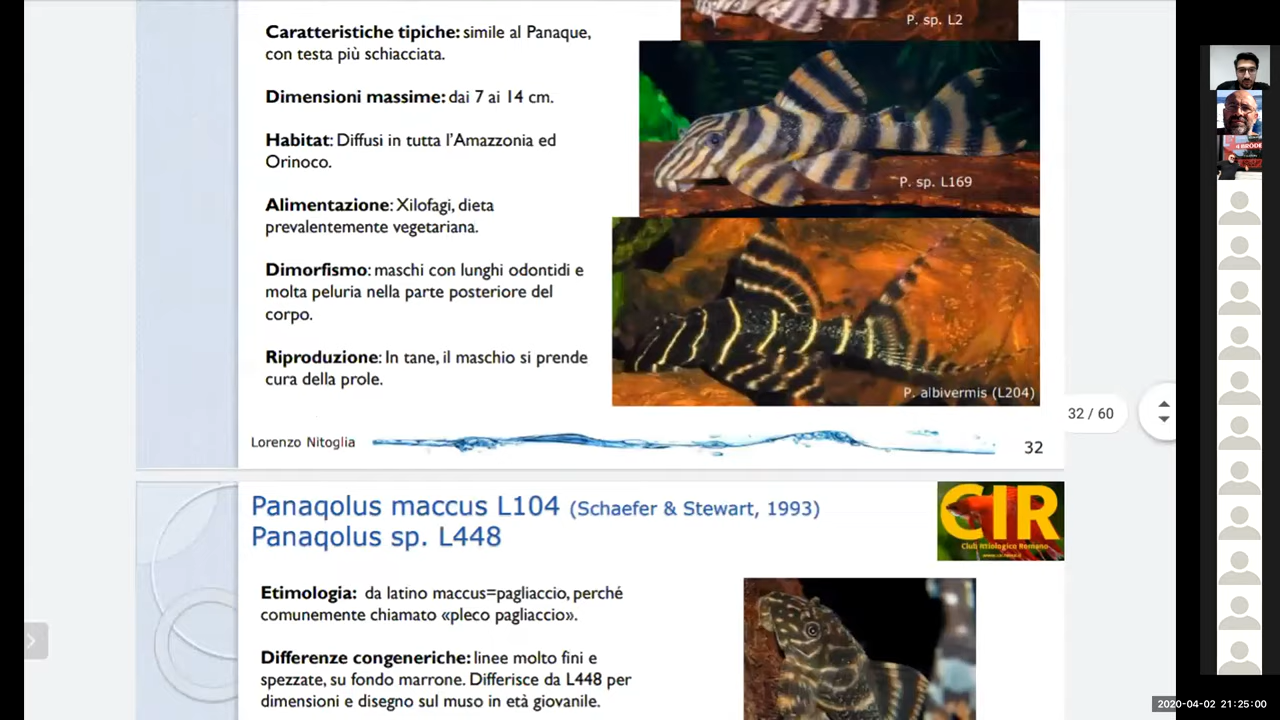 P. sp. L2
Caratteristiche tipiche: simile al Panaque,
con testa più schiacciata.
Dimensioni massime: dai 7 ai 14 cm.
Habitat: Diffusi in tutta l'Amazzonia ed
Orinoco.
P. sp. L169
Alimentazione: Xilofagi, dieta
prevalentemente vegetariana.
Dimorfismo: maschi con lunghi odontidi e
molta peluria nella parte posteriore del
corpo.
Riproduzione: In tane, il maschio si prende
cura della prole.
P. albivermis (L204)
32 / 60
Lorenzo Nitoglia
32
Panaqolus maccus L104 (Schaefer & Stewart, 1993)
Panaqolus sp. L448
CIR
Club Ittiologico Romano
Etimologia: da latino maccus=pagliaccio, perché
comunemente chiamato «pleco pagliaccio».
Differenze congeneriche: linee molto fini e
spezzate, su fondo marrone. Differisce da L448 per
dimensioni e disegno sul muso in età giovanile.
2020-04-02 21:25:00